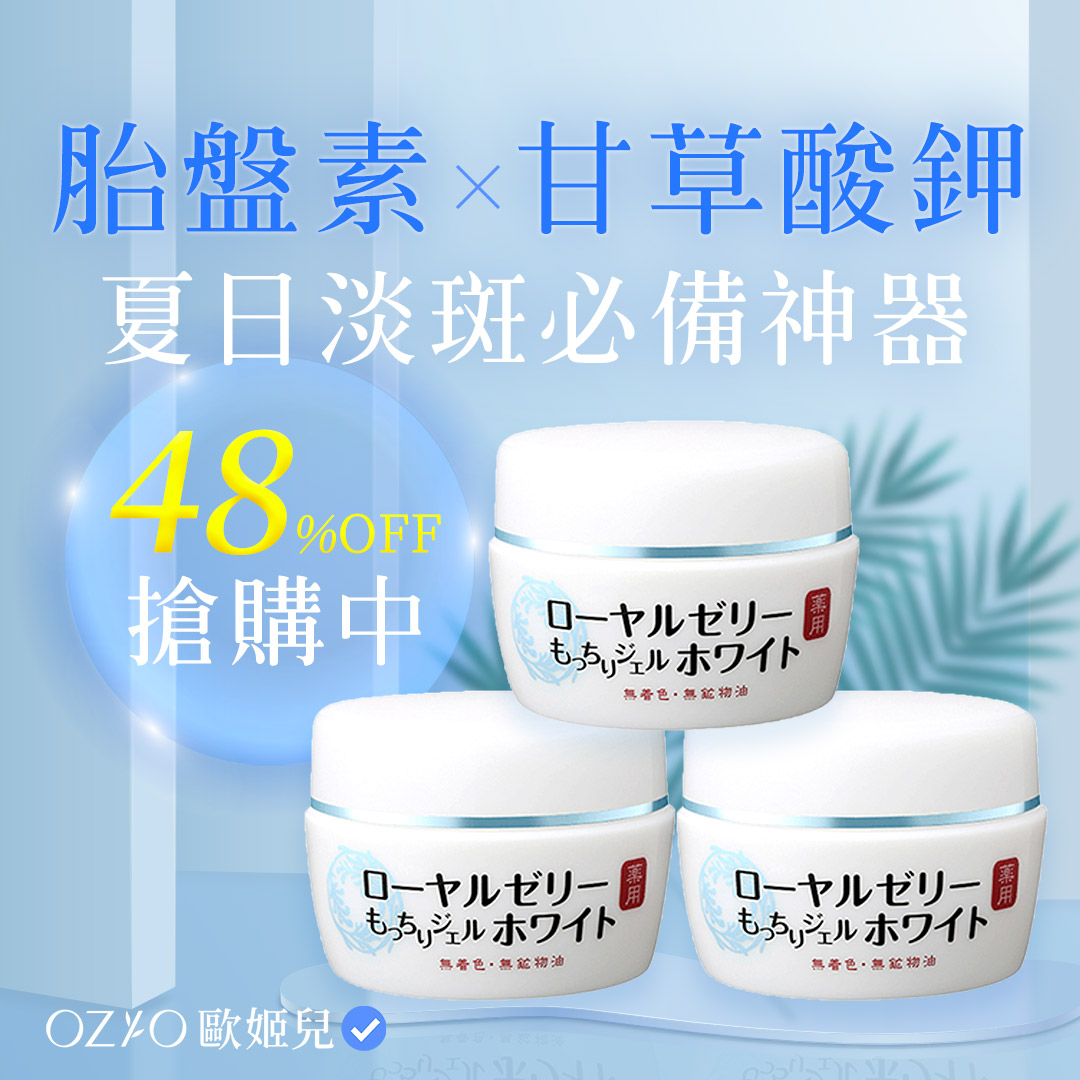 胎盤素×甘草酸鉀
夏日淡斑必備神器
48%OFF
搶購中
ローヤルゼリー
もっちりジェル ホワイト
薬用
無着色・無鉱物油
ローヤルゼリー
もっちりジェル ホワイト
薬用
無着色・無鉱物油
ローヤルゼリー
もっちりジェル ホワイト
薬用
無着色・無鉱物油
OZIO 歐姬兒